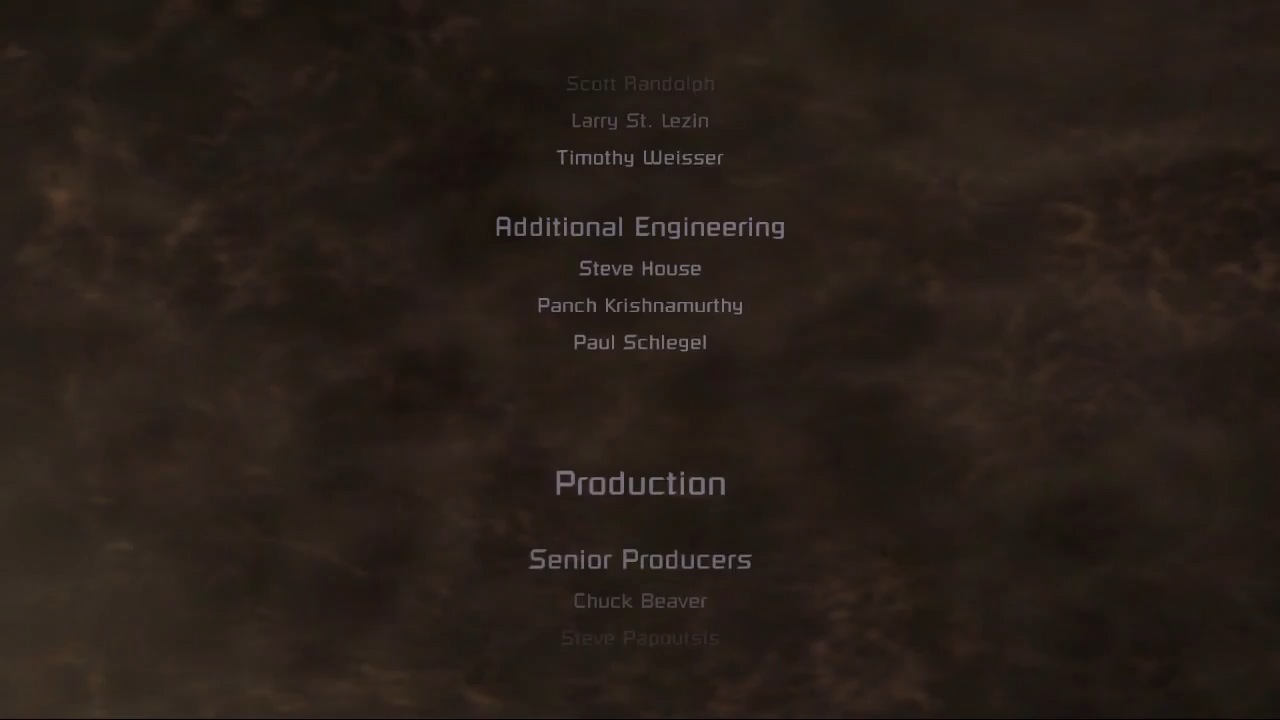 Scott Randolph
Larry St. Lezin
Timothy Weisser
Additional Engineering
Steve House
Panch Krishnamurthy
Paul Schlegel
Production
Senior Producers
Chuck Beaver
Steve Papoutsis